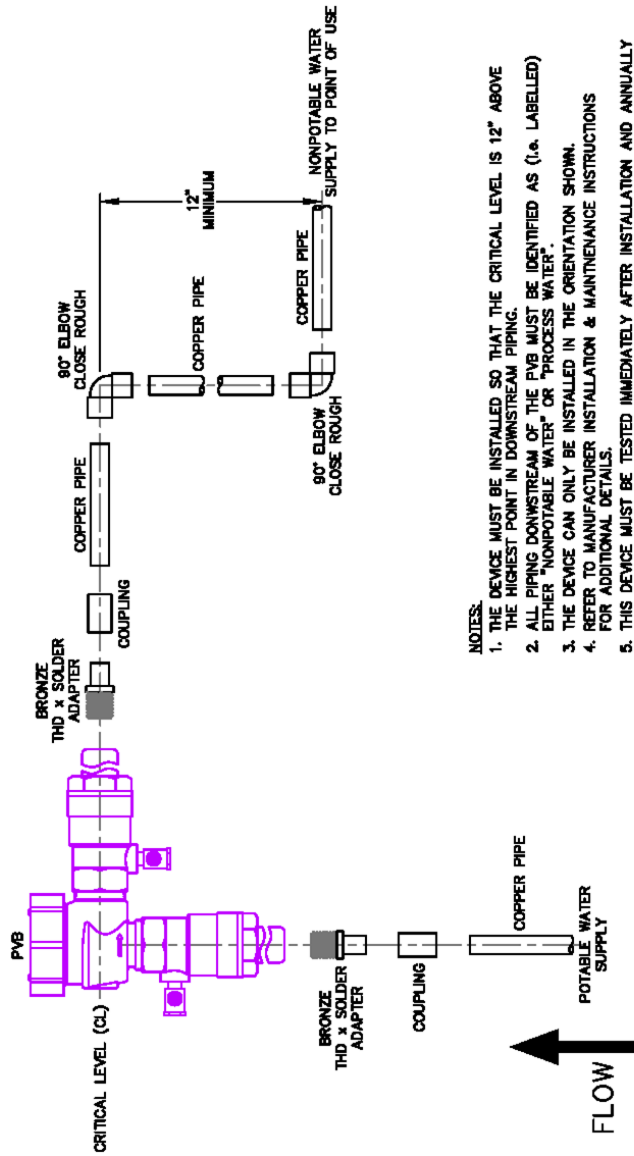 PVB
CRITICAL LEVEL (CL)
BRONZE
THD x SOLDER
ADAPTER
COUPLING
COPPER PIPE
90° ELBOW
CLOSE ROUGH
COPPER PIPE
12"
MINIMUM
90° ELBOW
CLOSE ROUGH
COPPER PIPE
NONPOTABLE WATER
SUPPLY TO POINT OF USE
BRONZE
THD x SOLDER
ADAPTER
COUPLING
COPPER PIPE
POTABLE WATER
SUPPLY
FLOW
NOTES:
1. THE DEVICE MUST BE INSTALLED SO THAT THE CRITICAL LEVEL IS 12" ABOVE
THE HIGHEST POINT IN DOWNSTREAM PIPING.
2. ALL PIPING DONWSTREAM OF THE PVB MUST BE IDENTIFIED AS (i.e. LABELLED)
EITHER "NONPOTABLE WATER" OR "PROCESS WATER".
3. THE DEVICE CAN ONLY BE INSTALLED IN THE ORIENTATION SHOWN.
4. REFER TO MANUFACTURER INSTALLATION & MAINTNENANCE INSTRUCTIONS
FOR ADDITIONAL DETAILS.
5. THIS DEVICE MUST BE TESTED IMMEDIATELY AFTER INSTALLATION AND ANNUALLY